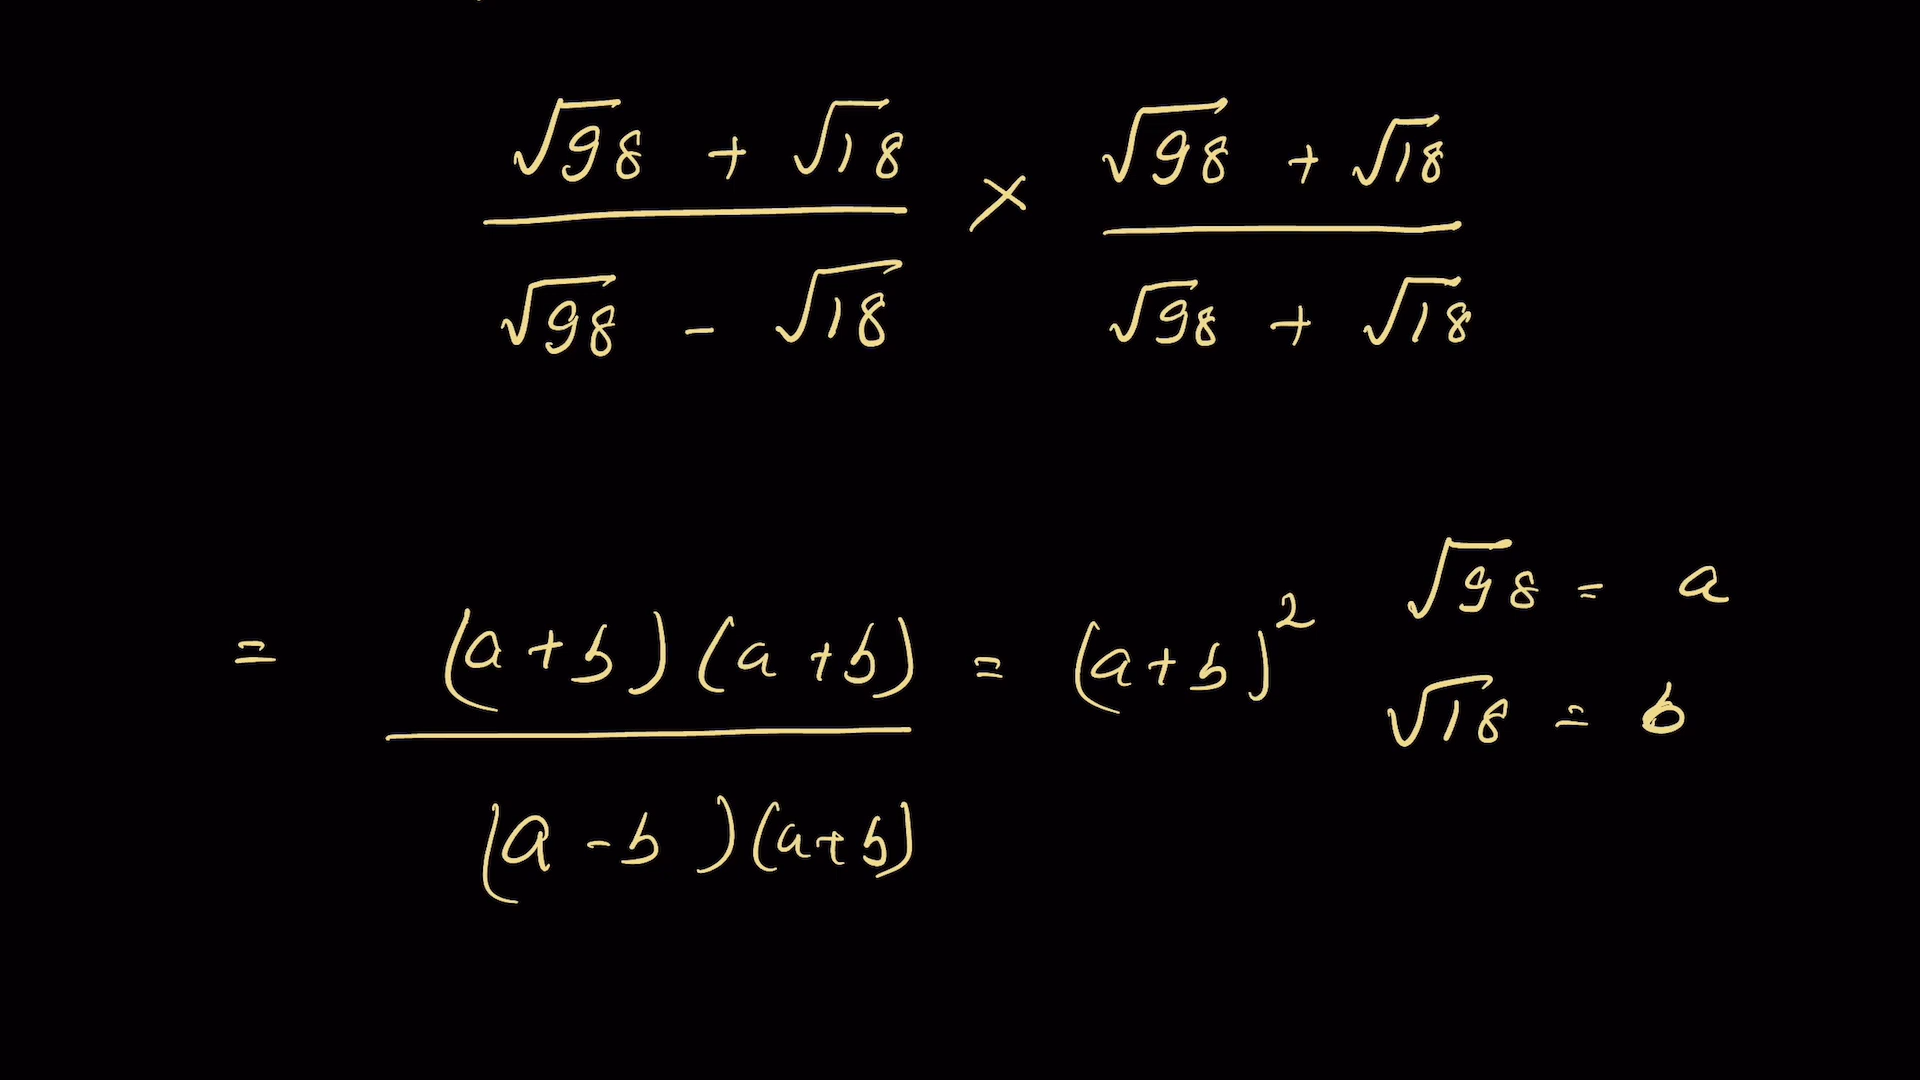 √98 + √18 × √98 + √18
√98 - √18 √98 + √18
√98 = a
= (a+b)(a+b) = (a+b)²
√18 = b
(a-b)(a+b)